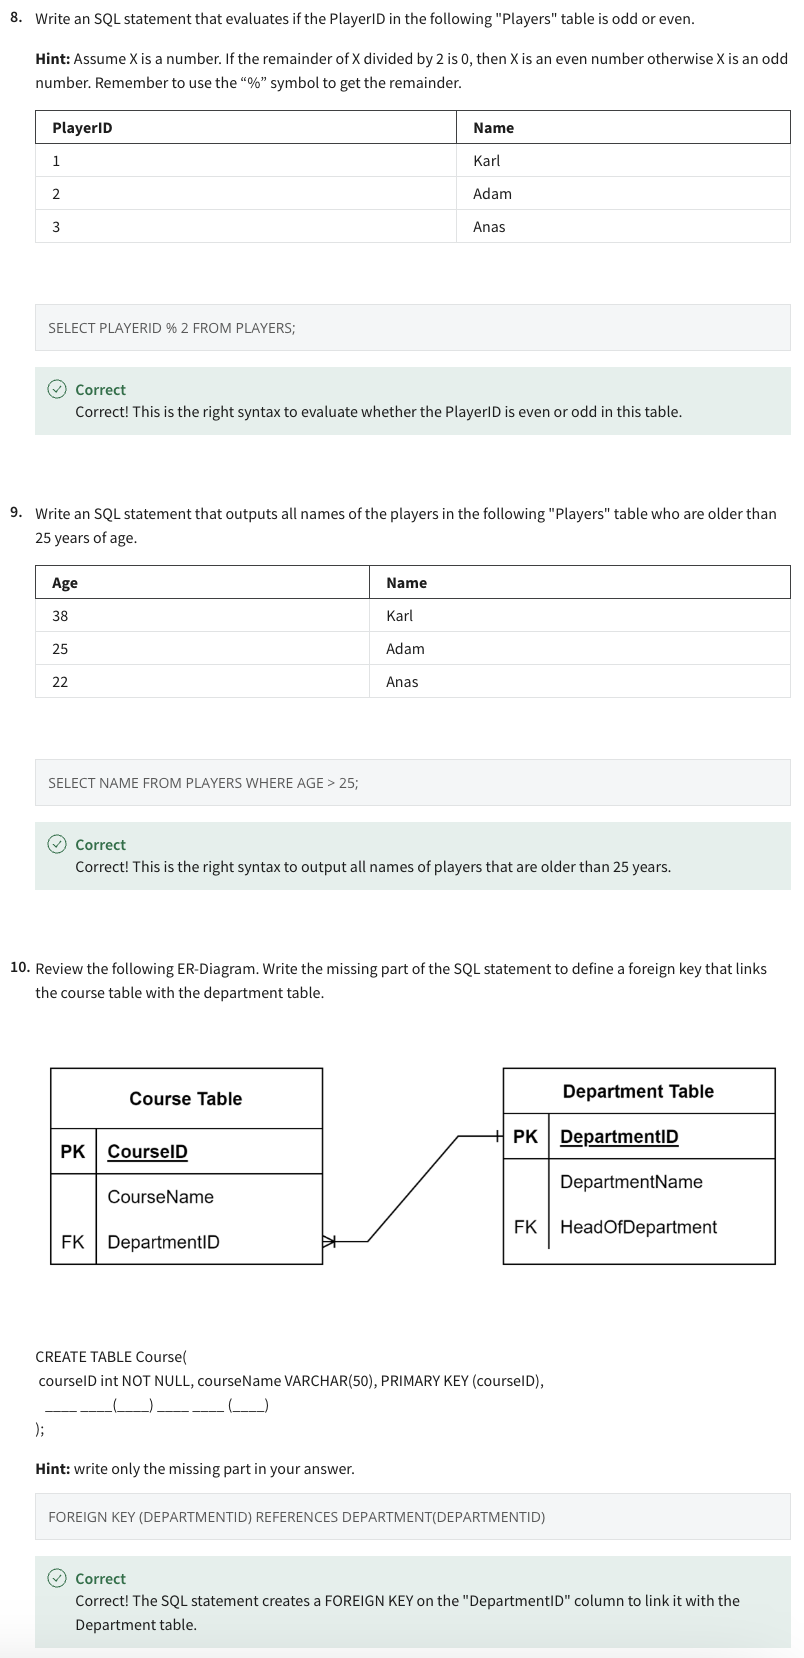 8. Write an SQL statement that evaluates if the PlayerID in the following "Players" table is odd or even.
Hint: Assume X is a number. If the remainder of X divided by 2 is 0, then X is an even number otherwise X is an odd
number. Remember to use the “%” symbol to get the remainder.
PlayerID Name
1 Karl
2 Adam
3 Anas
SELECT PLAYERID % 2 FROM PLAYERS;
Correct
Correct! This is the right syntax to evaluate whether the PlayerID is even or odd in this table.
9. Write an SQL statement that outputs all names of the players in the following "Players" table who are older than
25 years of age.
Age Name
38 Karl
25 Adam
22 Anas
SELECT NAME FROM PLAYERS WHERE AGE > 25;
Correct
Correct! This is the right syntax to output all names of players that are older than 25 years.
10. Review the following ER-Diagram. Write the missing part of the SQL statement to define a foreign key that links
the course table with the department table.
Course Table
PK CourseID
CourseName
FK DepartmentID
Department Table
PK DepartmentID
DepartmentName
FK HeadOfDepartment
CREATE TABLE Course(
courseID int NOT NULL, courseName VARCHAR(50), PRIMARY KEY (courseID),
____ ____(____) ____ ____ (____)
);
Hint: write only the missing part in your answer.
FOREIGN KEY (DEPARTMENTID) REFERENCES DEPARTMENT(DEPARTMENTID)
Correct
Correct! The SQL statement creates a FOREIGN KEY on the "DepartmentID" column to link it with the
Department table.